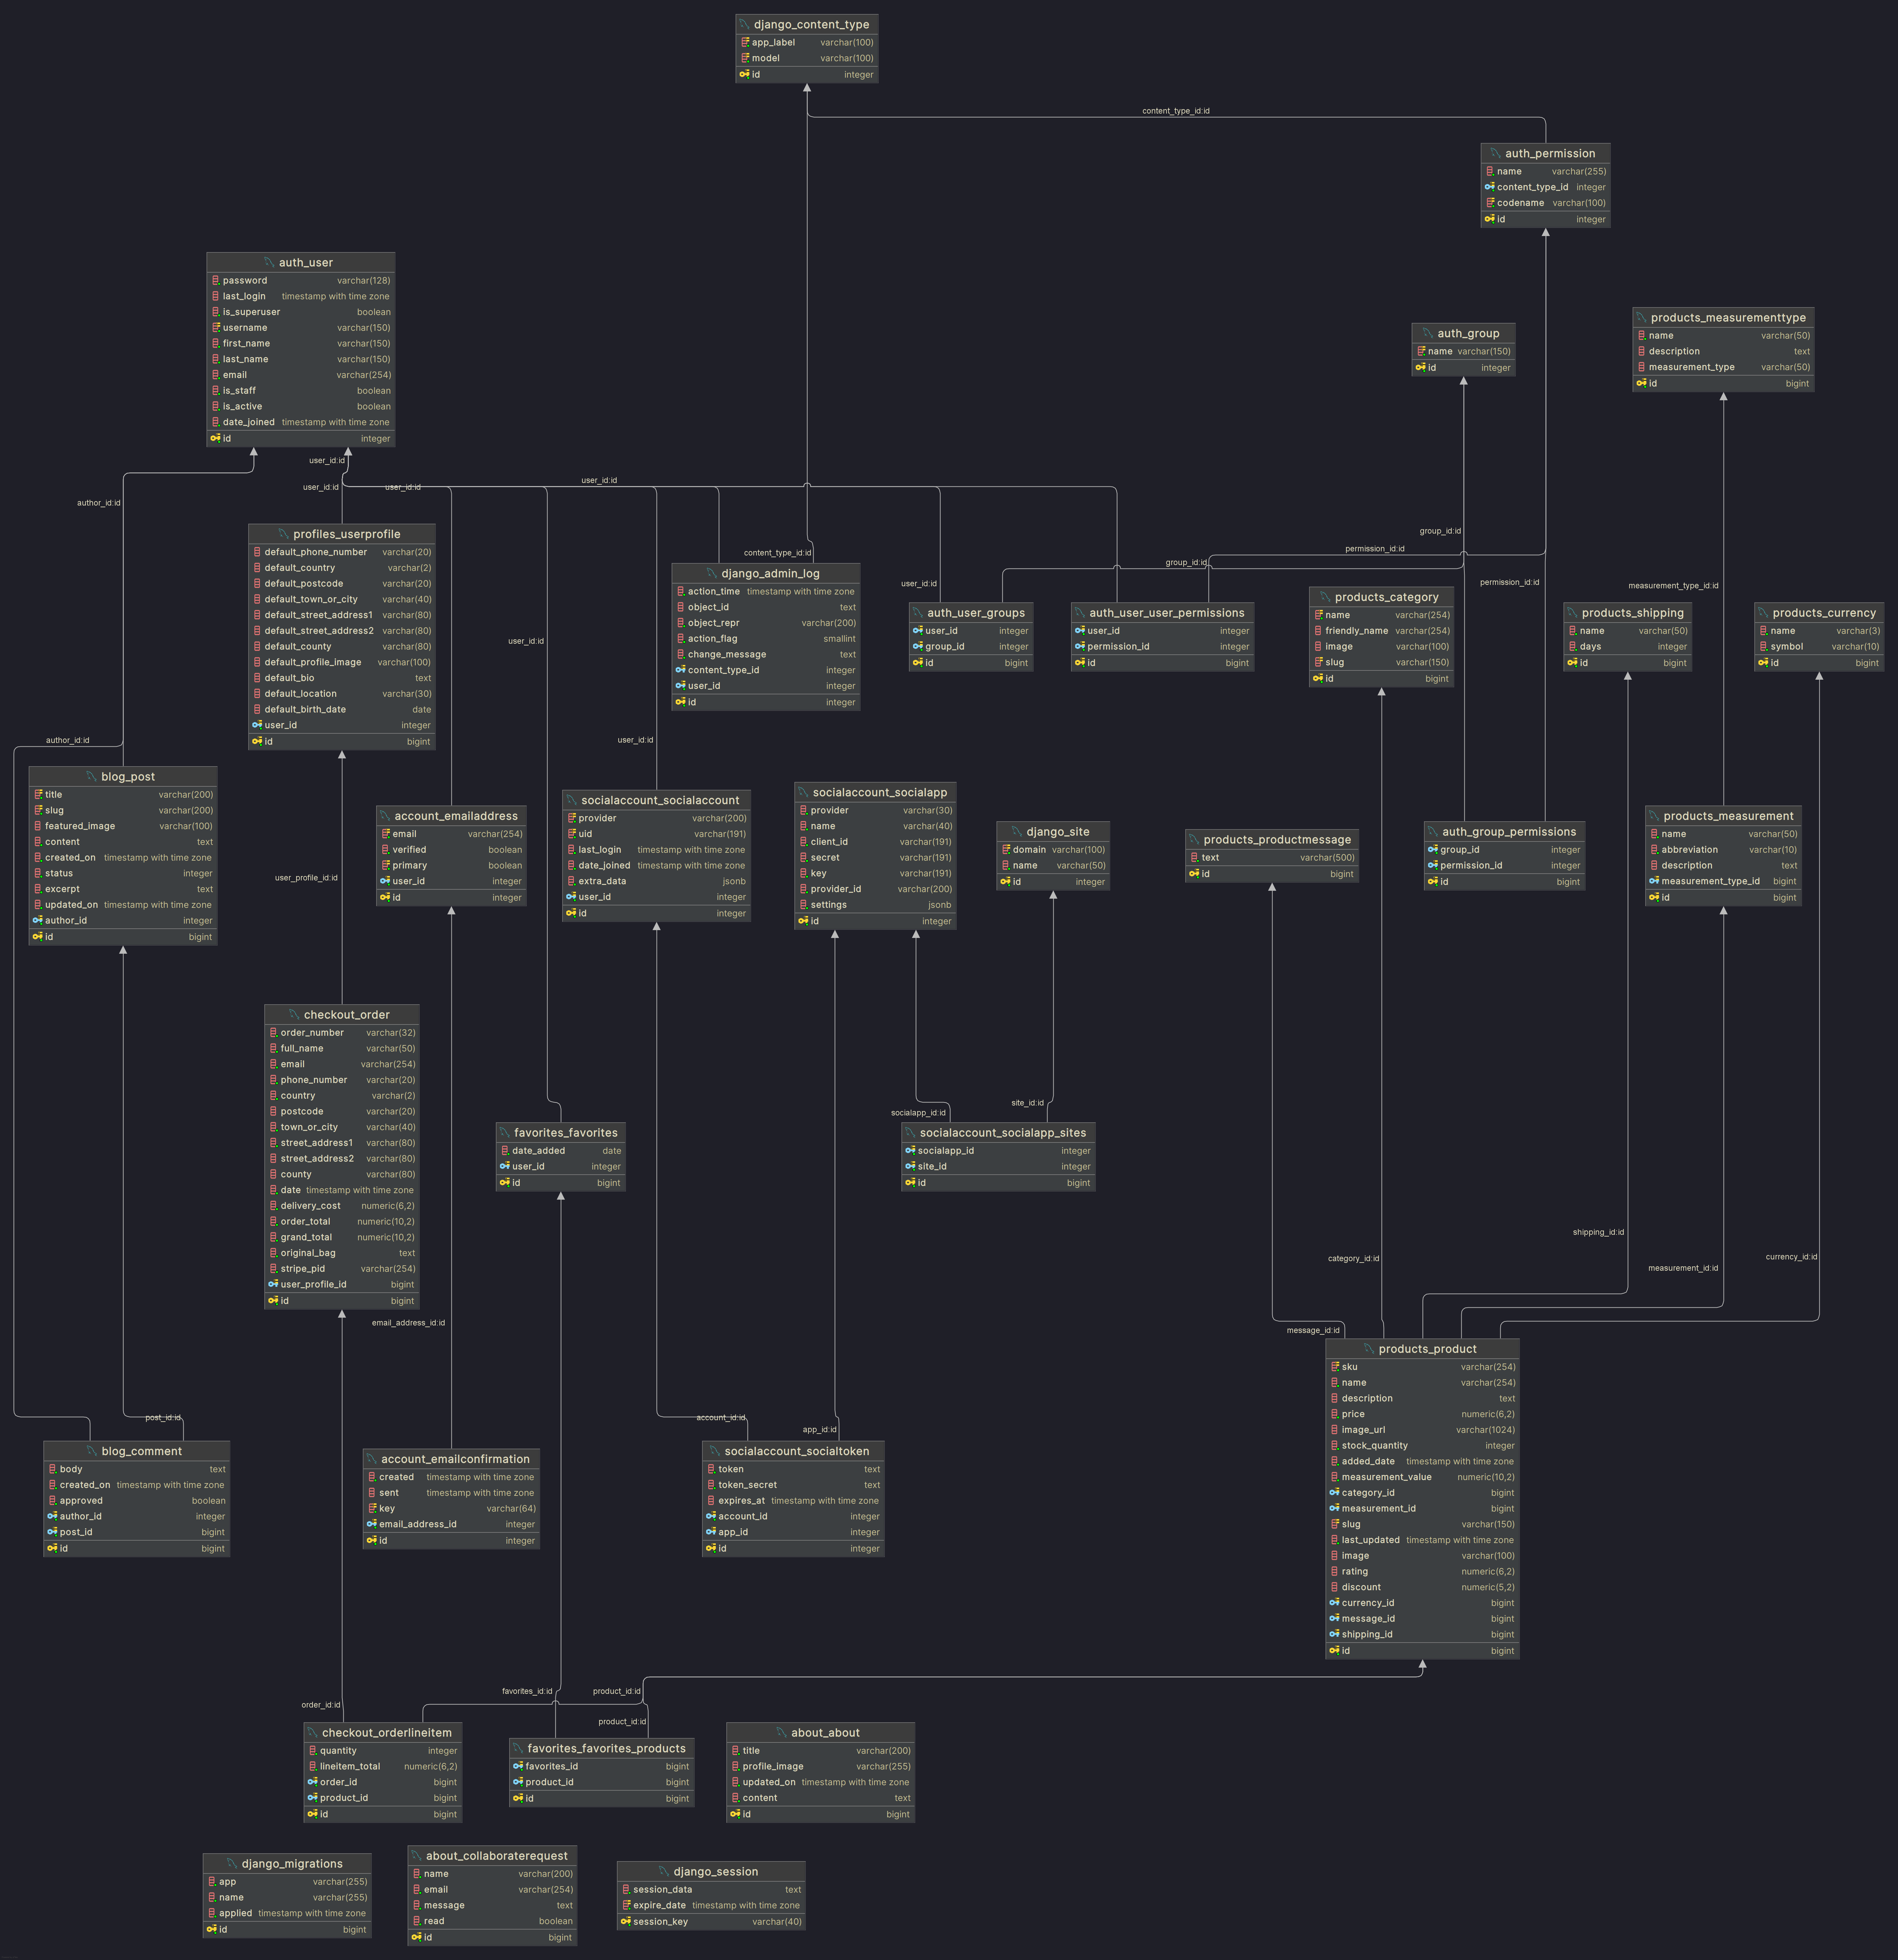 django_content_type
app_label varchar(100)
model varchar(100)
id integer
content_type_id:id
auth_permission
name varchar(255)
content_type_id integer
codename varchar(100)
id integer
auth_user
password varchar(128)
last_login timestamp with time zone
is_superuser boolean
username varchar(150)
first_name varchar(150)
last_name varchar(150)
email varchar(254)
is_staff boolean
is_active boolean
date_joined timestamp with time zone
id integer
auth_group
name varchar(150)
id integer
products_measurementtype
name varchar(50)
description text
measurement_type varchar(50)
id bigint
user_id:id
user_id:id
user_id:id
user_id:id
author_id:id
profiles_userprofile
default_phone_number varchar(20)
default_country varchar(2)
default_postcode varchar(20)
default_town_or_city varchar(40)
default_street_address1 varchar(80)
default_street_address2 varchar(80)
default_county varchar(80)
default_profile_image varchar(100)
default_bio text
default_location varchar(30)
default_birth_date date
user_id integer
id bigint
user_id:id
content_type_id:id
django_admin_log
action_time timestamp with time zone
object_id text
object_repr varchar(200)
action_flag smallint
change_message text
content_type_id integer
user_id integer
id integer
user_id:id
group_id:id
auth_user_groups
user_id integer
group_id integer
id bigint
group_id:id
permission_id:id
permission_id:id
auth_user_user_permissions
user_id integer
permission_id integer
id bigint
products_category
name varchar(254)
friendly_name varchar(254)
image varchar(100)
slug varchar(150)
id bigint
measurement_type_id:id
products_shipping
name varchar(50)
days integer
id bigint
products_currency
name varchar(3)
symbol varchar(10)
id bigint
author_id:id
user_id:id
blog_post
title varchar(200)
slug varchar(200)
featured_image varchar(100)
content text
created_on timestamp with time zone
status integer
excerpt text
updated_on timestamp with time zone
author_id integer
id bigint
user_profile_id:id
account_emailaddress
email varchar(254)
verified boolean
primary boolean
user_id integer
id integer
socialaccount_socialaccount
provider varchar(200)
uid varchar(191)
last_login timestamp with time zone
date_joined timestamp with time zone
extra_data jsonb
user_id integer
id integer
socialaccount_socialapp
provider varchar(30)
name varchar(40)
client_id varchar(191)
secret varchar(191)
key varchar(191)
provider_id varchar(200)
settings jsonb
id integer
django_site
domain varchar(100)
name varchar(50)
id integer
products_productmessage
text varchar(500)
id bigint
auth_group_permissions
group_id integer
permission_id integer
id bigint
products_measurement
name varchar(50)
abbreviation varchar(10)
description text
measurement_type_id bigint
id bigint
checkout_order
order_number varchar(32)
full_name varchar(50)
email varchar(254)
phone_number varchar(20)
country varchar(2)
postcode varchar(20)
town_or_city varchar(40)
street_address1 varchar(80)
street_address2 varchar(80)
county varchar(80)
date timestamp with time zone
delivery_cost numeric(6,2)
order_total numeric(10,2)
grand_total numeric(10,2)
original_bag text
stripe_pid varchar(254)
user_profile_id bigint
id bigint
favorites_favorites
date_added date
user_id integer
id bigint
socialapp_id:id
site_id:id
socialaccount_socialapp_sites
socialapp_id integer
site_id integer
id bigint
shipping_id:id
category_id:id
measurement_id:id
currency_id:id
message_id:id
email_address_id:id
products_product
sku varchar(254)
name varchar(254)
description text
price numeric(6,2)
image_url varchar(1024)
stock_quantity integer
added_date timestamp with time zone
measurement_value numeric(10,2)
category_id bigint
measurement_id bigint
slug varchar(150)
last_updated timestamp with time zone
image varchar(100)
rating numeric(6,2)
discount numeric(5,2)
currency_id bigint
message_id bigint
shipping_id bigint
id bigint
post_id:id
blog_comment
body text
created_on timestamp with time zone
approved boolean
author_id integer
post_id bigint
id bigint
account_emailconfirmation
created timestamp with time zone
sent timestamp with time zone
key varchar(64)
email_address_id integer
id integer
account_id:id
app_id:id
socialaccount_socialtoken
token text
token_secret text
expires_at timestamp with time zone
account_id integer
app_id integer
id integer
order_id:id
favorites_id:id
product_id:id
product_id:id
checkout_orderlineitem
quantity integer
lineitem_total numeric(6,2)
order_id bigint
product_id bigint
id bigint
favorites_favorites_products
favorites_id bigint
product_id bigint
id bigint
about_about
title varchar(200)
profile_image varchar(255)
updated_on timestamp with time zone
content text
id bigint
django_migrations
app varchar(255)
name varchar(255)
applied timestamp with time zone
id bigint
about_collaboraterequest
name varchar(200)
email varchar(254)
message text
read boolean
id bigint
django_session
session_data text
expire_date timestamp with time zone
session_key varchar(40)